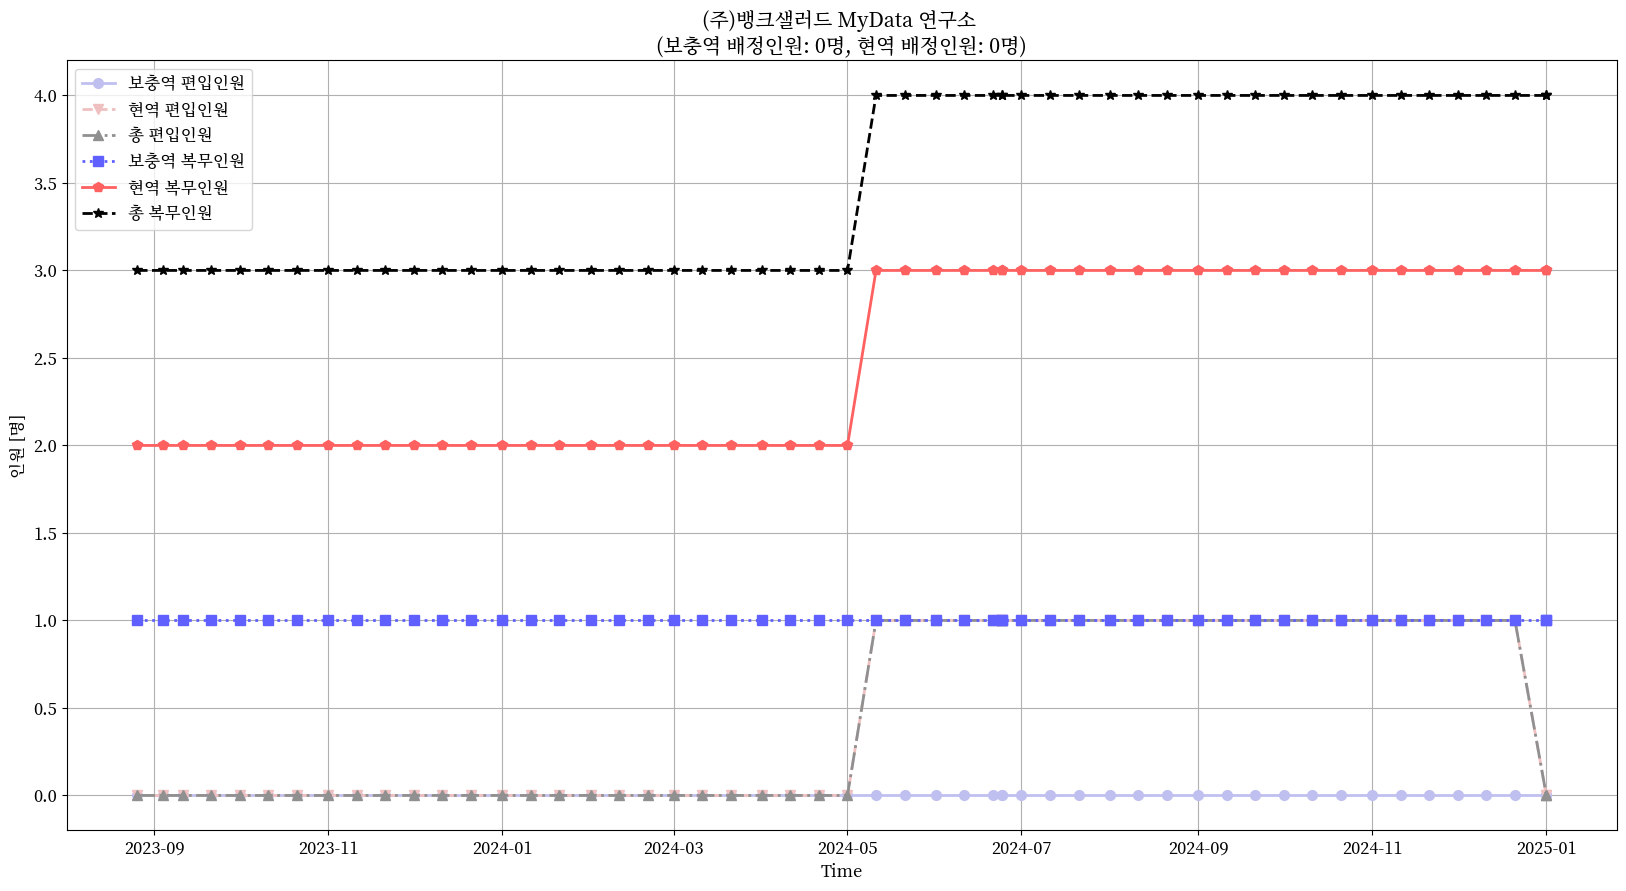 (주)뱅크샐러드 MyData 연구소
(보충역 배정인원: 0명, 현역 배정인원: 0명)
보충역 편입인원
현역 편입인원
총 편입인원
보충역 복무인원
현역 복무인원
총 복무인원
4.0
3.5
3.0
2.5
2.0
1.5
1.0
0.5
0.0
인원 [명]
2023-09
2023-11
2024-01
2024-03
2024-05
2024-07
2024-09
2024-11
2025-01
Time